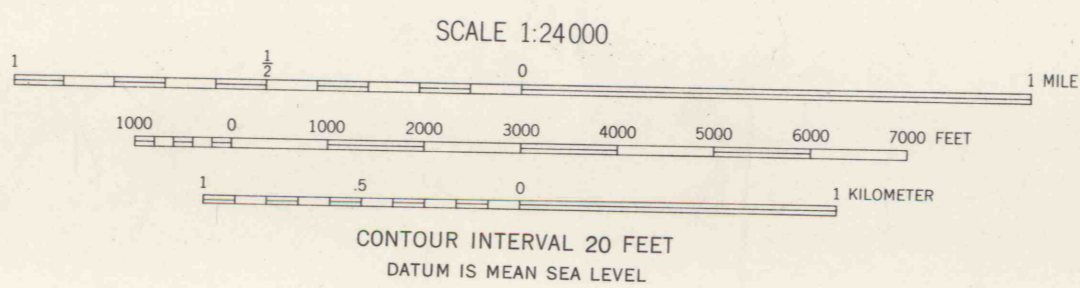 SCALE 1:24000
1 1/2 0 1 MILE
1000 0 1000 2000 3000 4000 5000 6000 7000 FEET
1 .5 0 1 KILOMETER
CONTOUR INTERVAL 20 FEET
DATUM IS MEAN SEA LEVEL